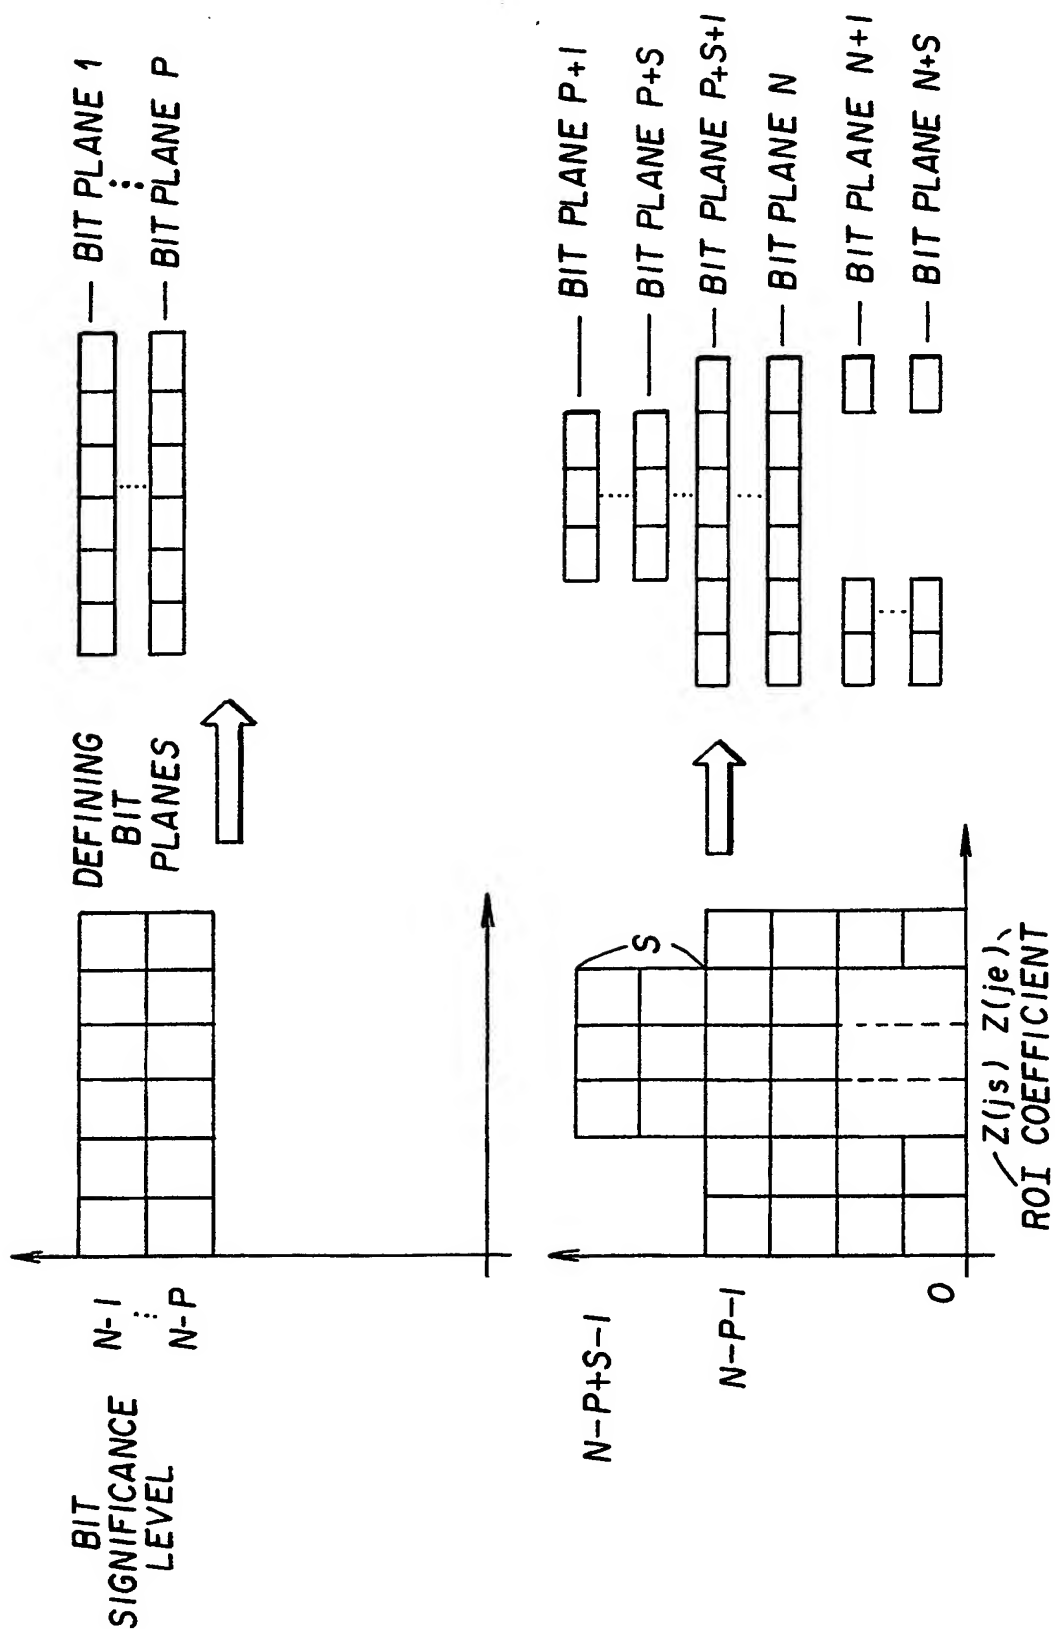 BIT
SIGNIFICANCE
LEVEL
N-1
⋮
N-P
DEFINING
BIT
PLANES
BIT PLANE 1
⋮
BIT PLANE P
N-P+S-1
N-P-1
0
S
Z(js) Z(je)
ROI COEFFICIENT
BIT PLANE P+1
BIT PLANE P+S
BIT PLANE P+S+1
BIT PLANE N
BIT PLANE N+1
BIT PLANE N+S